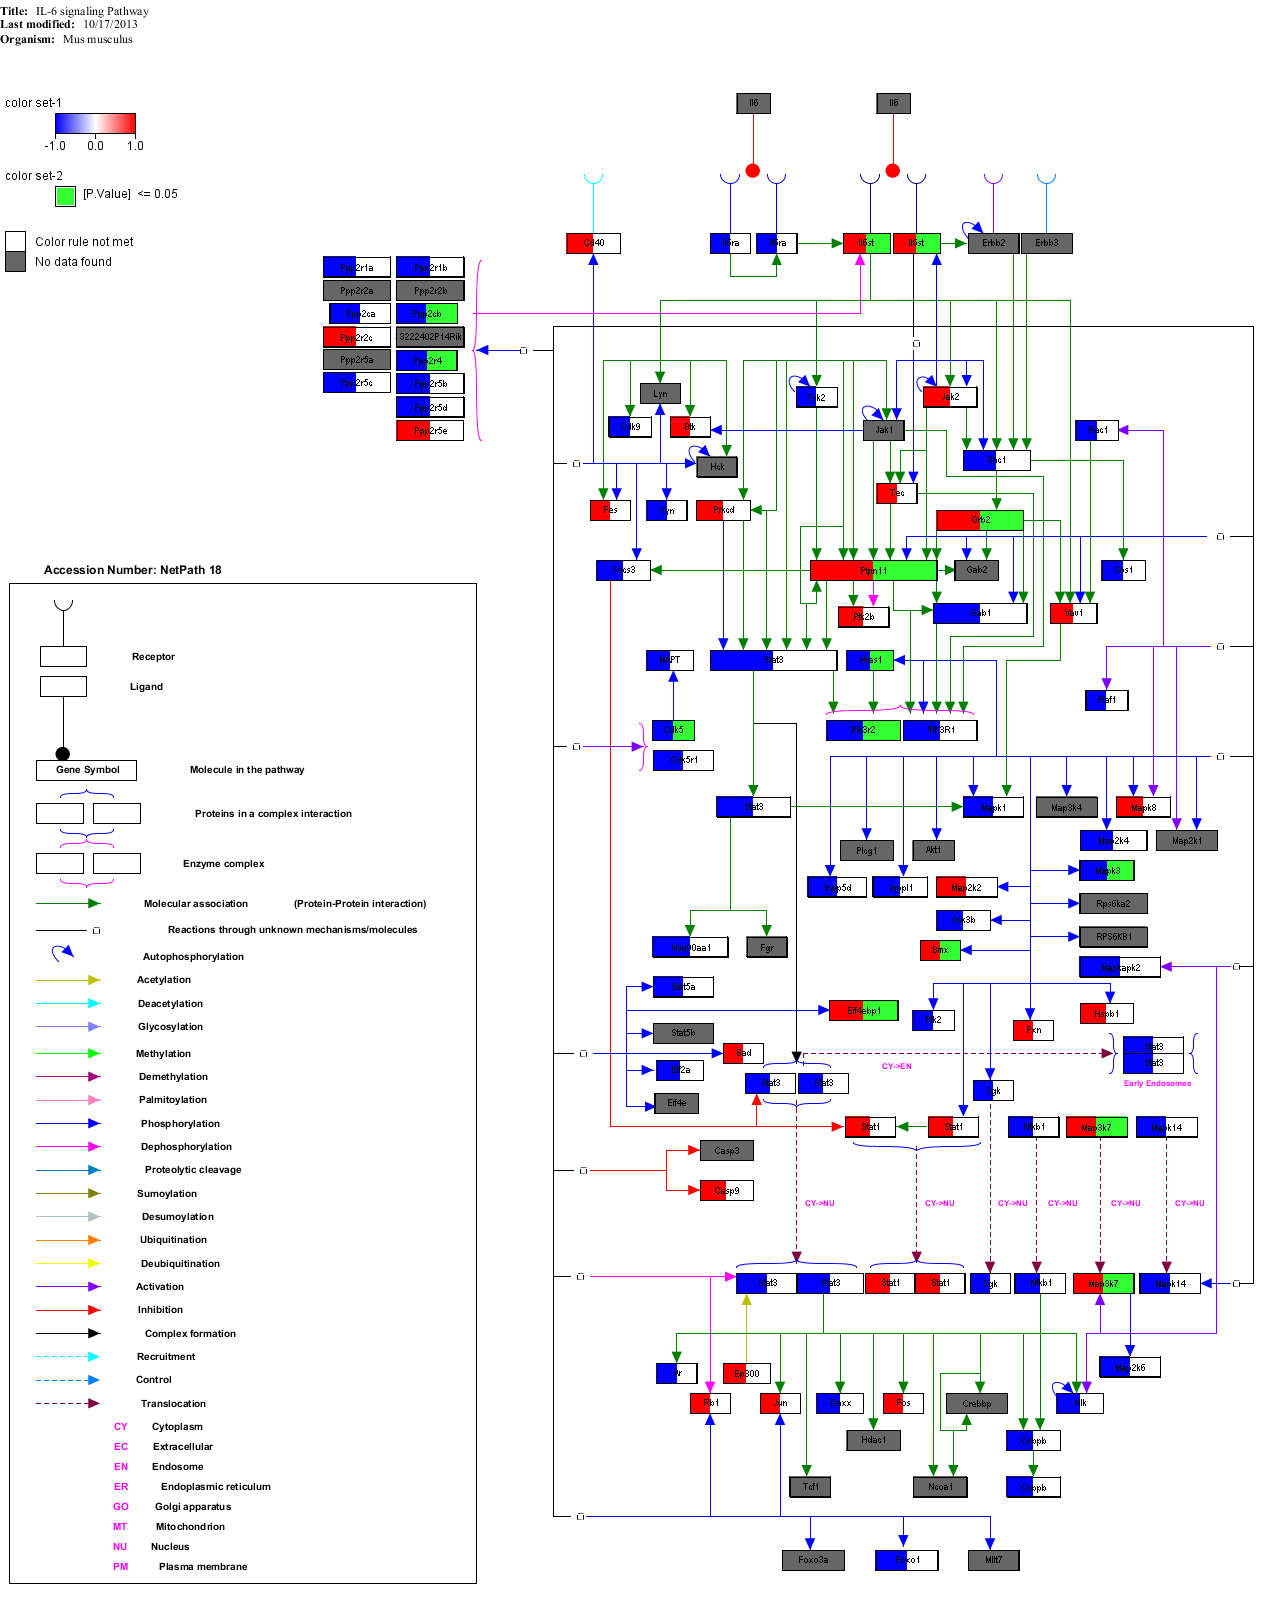 Title: IL-6 signaling Pathway
Last modified: 10/17/2013
Organism: Mus musculus
color set-1
-1.0 0.0 1.0
color set-2
[P.Value] <= 0.05
Color rule not met
No data found
Il6 Il6
Cd40 Il6ra Il6ra Il6st Il6st Erbb2 Erbb3
Ppp2r1a Ppp2r1b
Ppp2r2a Ppp2r2b
Ppp2ca Ppp2cb
Ppp2r2c 3222402P14Rik
Ppp2r5a Ppp2r4
Ppp2r5c Ppp2r5b
Ppp2r5d
Ppp2r5e
Lyn Tyk2 Jak2
Cdk9 Btk Jak1 Rac1
Hck Shc1
Tec
Fes Fyn Prkcd Grb2
Socs3 Ptpn11 Gab2 Sos1
Ptk2b Gab1 Vav1
MAPT Stat3 Hras1
Raf1
Cdk5 Pik3r2 PIK3R1
Cdk5r1
Stat3 Mapk1 Map3k4 Mapk8
Map2k4 Map2k1
Plcg1 Akt1
Mapk3
Inpp5d Inppl1 Map2k2
Rps6ka2
Gsk3b
RPS6KB1
Hsp90aa1 Fgr Bmx
Mapkapk2
Stat5a
Eif4ebp1 Ptk2 Pxn Hspb1
Stat5b
Bad Stat3
Stat3
CY->EN
Early Endosomes
Eif2a Stat3 Stat3 Sgk
Eif4e
Stat1 Stat1 Nfkb1 Map3k7 Mapk14
Casp3
Casp9
CY->NU CY->NU CY->NU CY->NU CY->NU CY->NU
Stat3 Stat3 Stat1 Stat1 Sgk Nfkb1 Map3k7 Mapk14
Ar Ep300 Map2k6
Rb1 Jun Daxx Fos Crebbp Nlk
Hdac1 Cebpb
Tcf1 Ncoa1 Cebpb
Foxo3a Foxo1 Mllt7
Accession Number: NetPath 18
Receptor
Ligand
Gene Symbol Molecule in the pathway
Proteins in a complex interaction
Enzyme complex
Molecular association (Protein-Protein interaction)
Reactions through unknown mechanisms/molecules
Autophosphorylation
Acetylation
Deacetylation
Glycosylation
Methylation
Demethylation
Palmitoylation
Phosphorylation
Dephosphorylation
Proteolytic cleavage
Sumoylation
Desumoylation
Ubiquitination
Deubiquitination
Activation
Inhibition
Complex formation
Recruitment
Control
Translocation
CY Cytoplasm
EC Extracellular
EN Endosome
ER Endoplasmic reticulum
GO Golgi apparatus
MT Mitochondrion
NU Nucleus
PM Plasma membrane